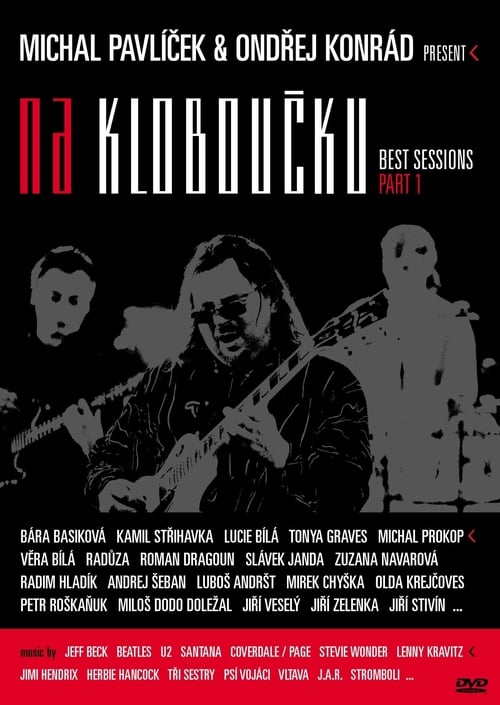 MICHAL PAVLÍČEK & ONDŘEJ KONRÁD PRESENT <
na KLOBOUČKU
BEST SESSIONS
PART 1
BÁRA BASIKOVÁ KAMIL STŘIHAVKA LUCIE BÍLÁ TONYA GRAVES MICHAL PROKOP <
VĚRA BÍLÁ RADŮZA ROMAN DRAGOUN SLÁVEK JANDA ZUZANA NAVAROVÁ
RADIM HLADÍK ANDREJ ŠEBAN LUBOŠ ANDRŠT MIREK CHYŠKA OLDA KREJČOVES
PETR ROŠKAŇUK MILOŠ DODO DOLEŽAL JIŘÍ VESELÝ JIŘÍ ZELENKA JIŘÍ STIVÍN ...
music by JEFF BECK BEATLES U2 SANTANA COVERDALE / PAGE STEVIE WONDER LENNY KRAVITZ <
JIMI HENDRIX HERBIE HANCOCK TŘI SESTRY PSÍ VOJÁCI VLTAVA J.A.R. STROMBOLI ...
DVD